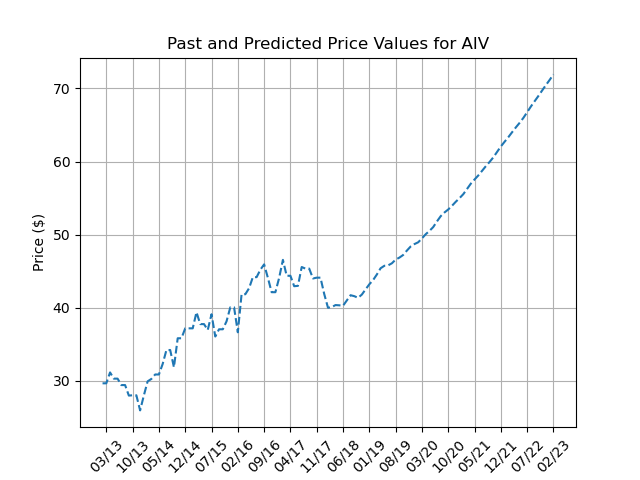 Past and Predicted Price Values for AIV
Price ($)
70
60
50
40
30
03/13 10/13 05/14 12/14 07/15 02/16 09/16 04/17 11/17 06/18 01/19 08/19 03/20 10/20 05/21 12/21 07/22 02/23